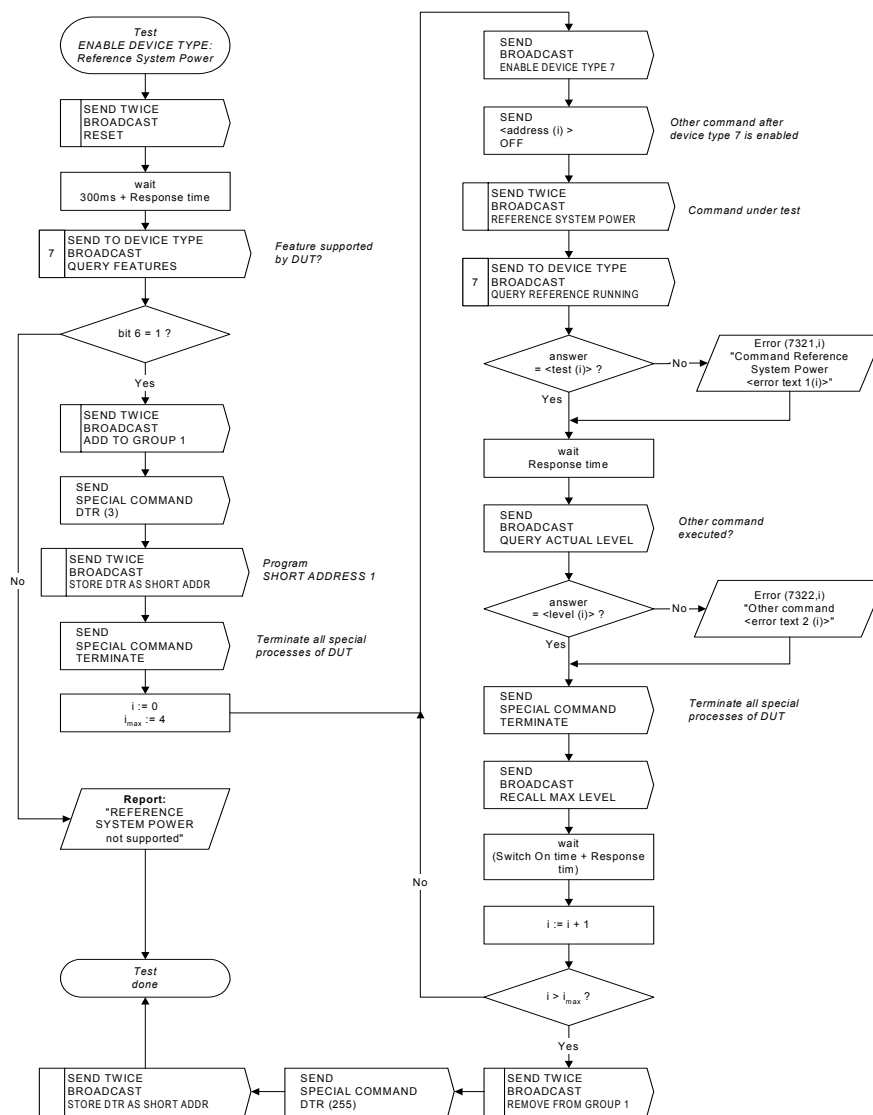 Test
ENABLE DEVICE TYPE:
Reference System Power
SEND TWICE
BROADCAST
RESET
wait
300ms + Response time
7
SEND TO DEVICE TYPE
BROADCAST
QUERY FEATURES
Feature supported
by DUT?
bit 6 = 1 ?
Yes
No
SEND TWICE
BROADCAST
ADD TO GROUP 1
SEND
SPECIAL COMMAND
DTR (3)
SEND TWICE
BROADCAST
STORE DTR AS SHORT ADDR
Program
SHORT ADDRESS 1
SEND
SPECIAL COMMAND
TERMINATE
Terminate all special
processes of DUT
i := 0
imax := 4
Report:
"REFERENCE
SYSTEM POWER
not supported"
Test
done
SEND
BROADCAST
ENABLE DEVICE TYPE 7
SEND
<address (i) >
OFF
Other command after
device type 7 is enabled
SEND TWICE
BROADCAST
REFERENCE SYSTEM POWER
Command under test
7
SEND TO DEVICE TYPE
BROADCAST
QUERY REFERENCE RUNNING
answer
= <test (i)> ?
No
Yes
Error (7321,i)
"Command Reference
System Power
<error text 1(i)>"
wait
Response time
SEND
BROADCAST
QUERY ACTUAL LEVEL
Other command
executed?
answer
= <level (i)> ?
No
Yes
Error (7322,i)
"Other command
<error text 2 (i)>"
SEND
SPECIAL COMMAND
TERMINATE
Terminate all special
processes of DUT
SEND
BROADCAST
RECALL MAX LEVEL
wait
(Switch On time + Response
tim)
i := i + 1
i > imax ?
No
Yes
SEND TWICE
BROADCAST
REMOVE FROM GROUP 1
SEND
SPECIAL COMMAND
DTR (255)
SEND TWICE
BROADCAST
STORE DTR AS SHORT ADDR